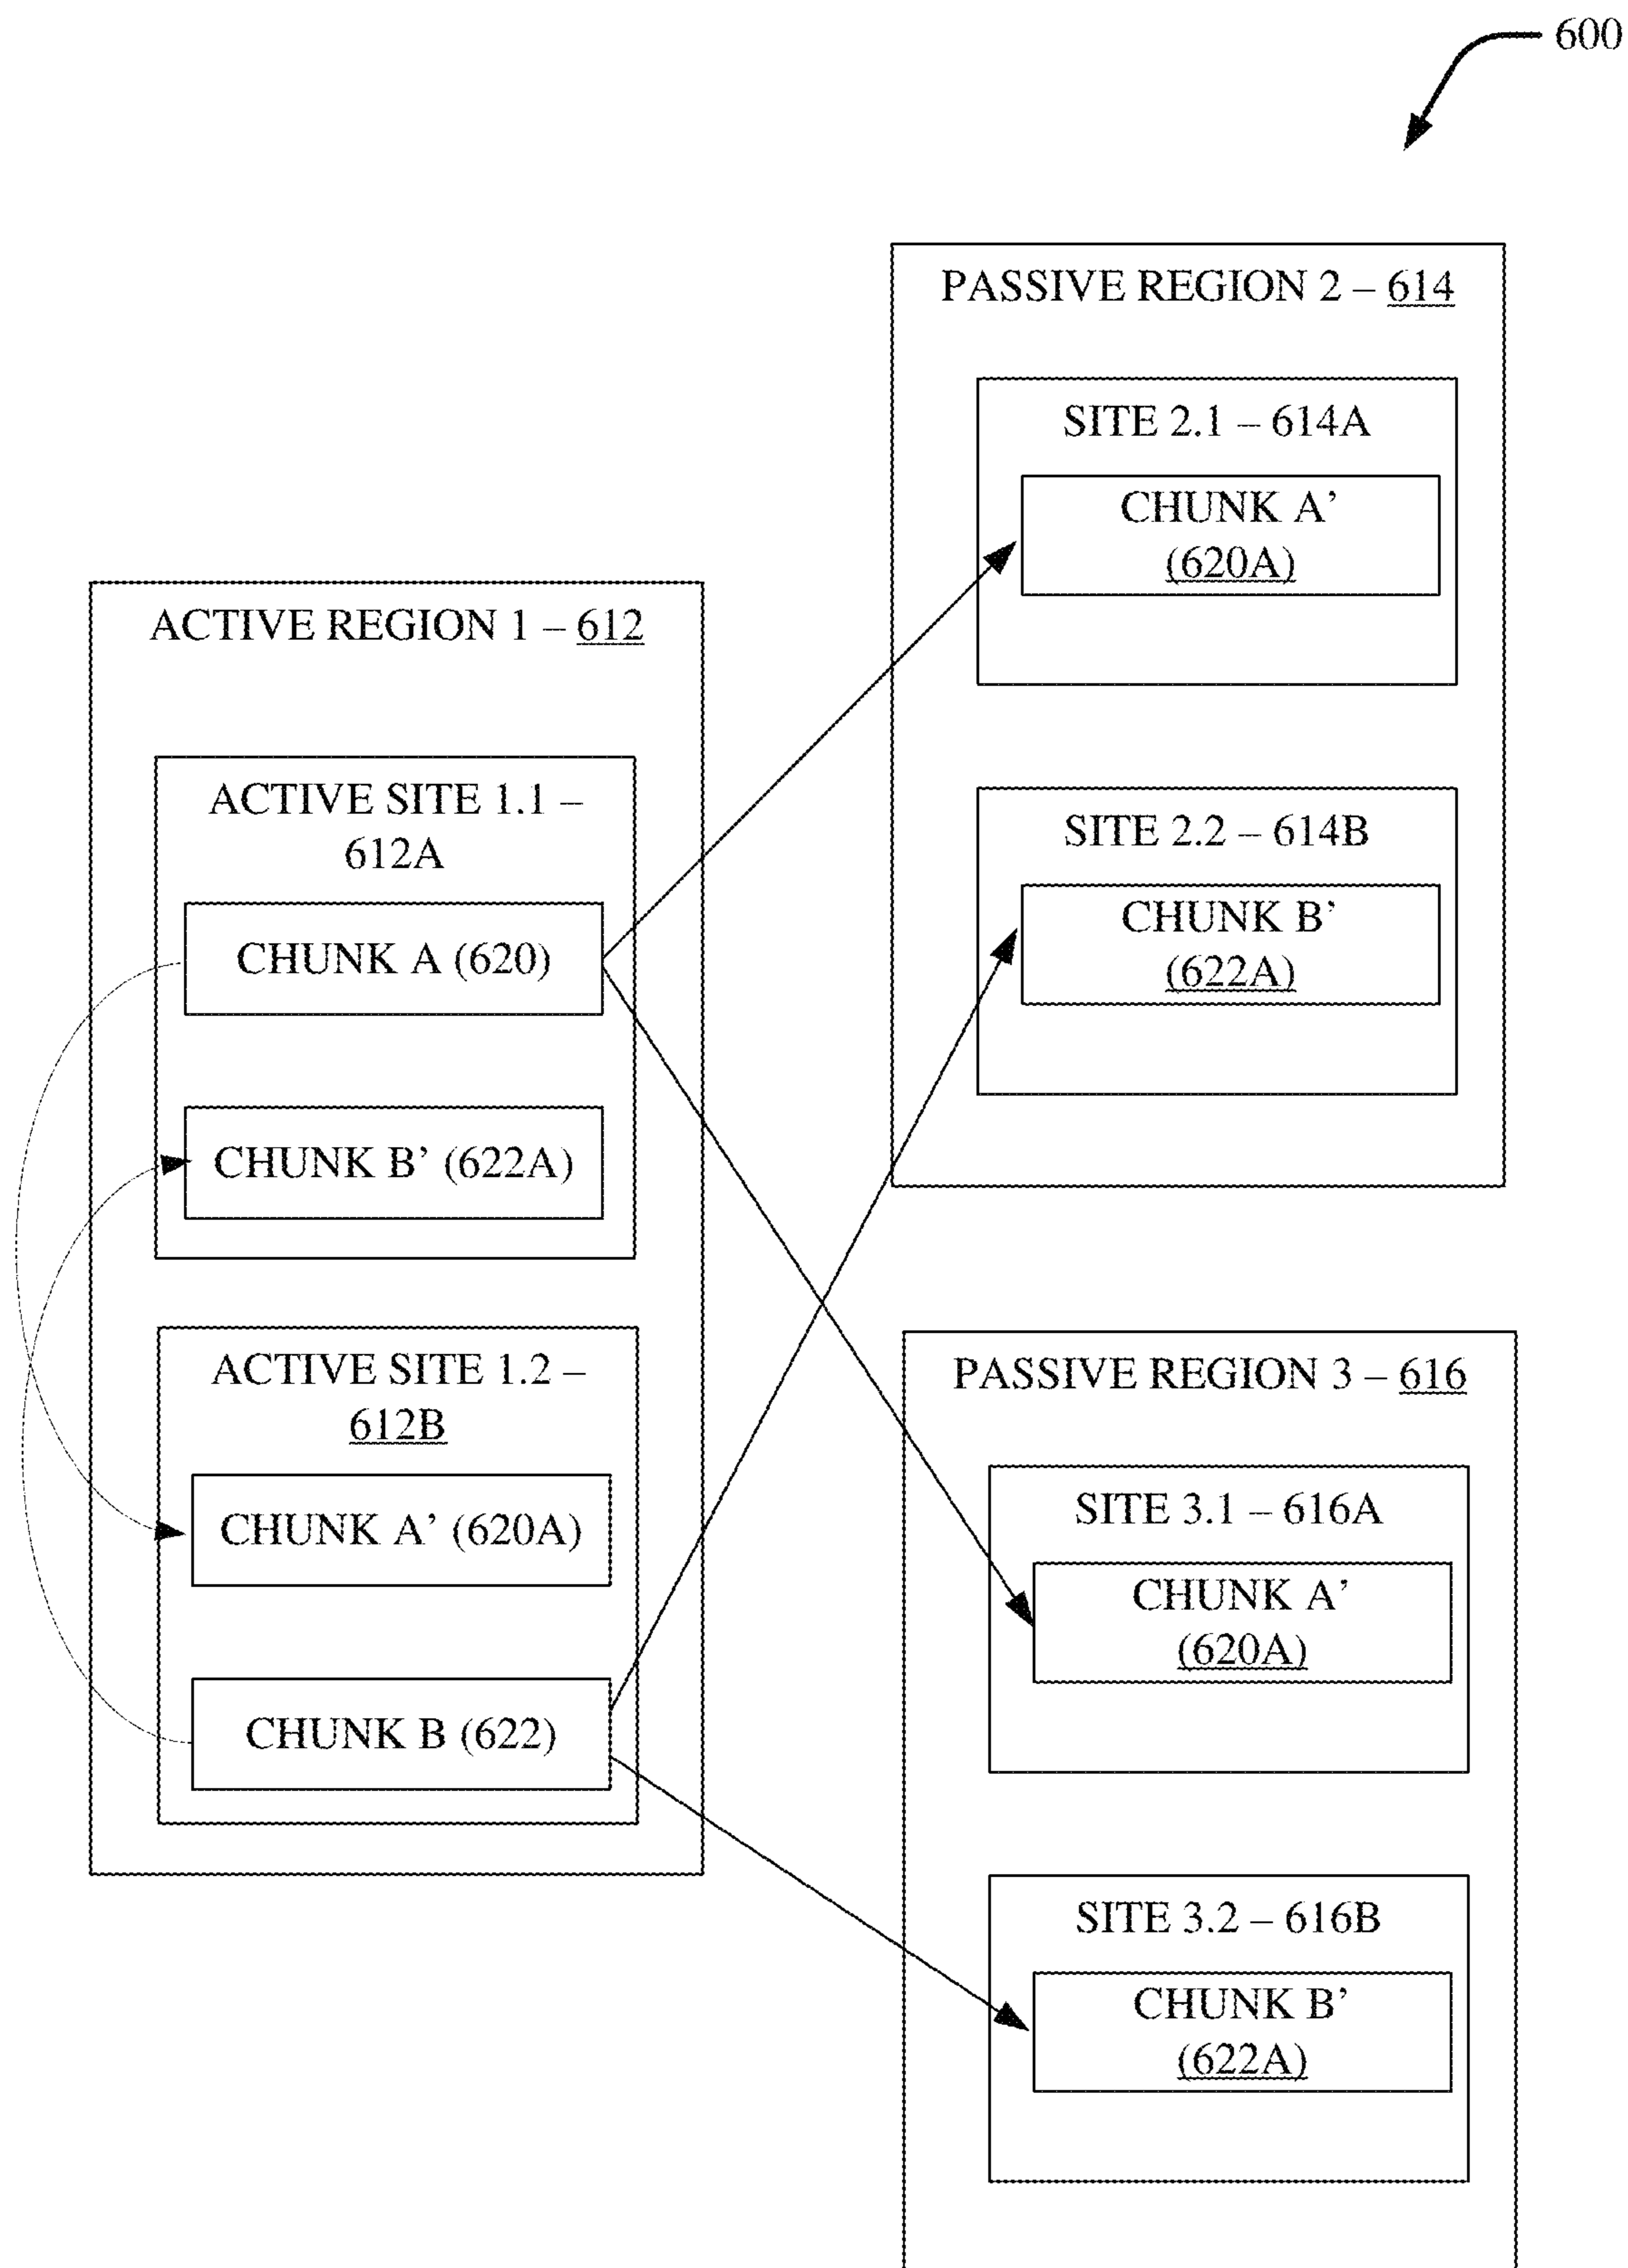 600
PASSIVE REGION 2 – 614
SITE 2.1 – 614A
CHUNK A’
(620A)
SITE 2.2 – 614B
CHUNK B’
(622A)
ACTIVE REGION 1 – 612
ACTIVE SITE 1.1 –
612A
CHUNK A (620)
CHUNK B’ (622A)
ACTIVE SITE 1.2 –
612B
CHUNK A’ (620A)
CHUNK B (622)
PASSIVE REGION 3 – 616
SITE 3.1 – 616A
CHUNK A’
(620A)
SITE 3.2 – 616B
CHUNK B’
(622A)